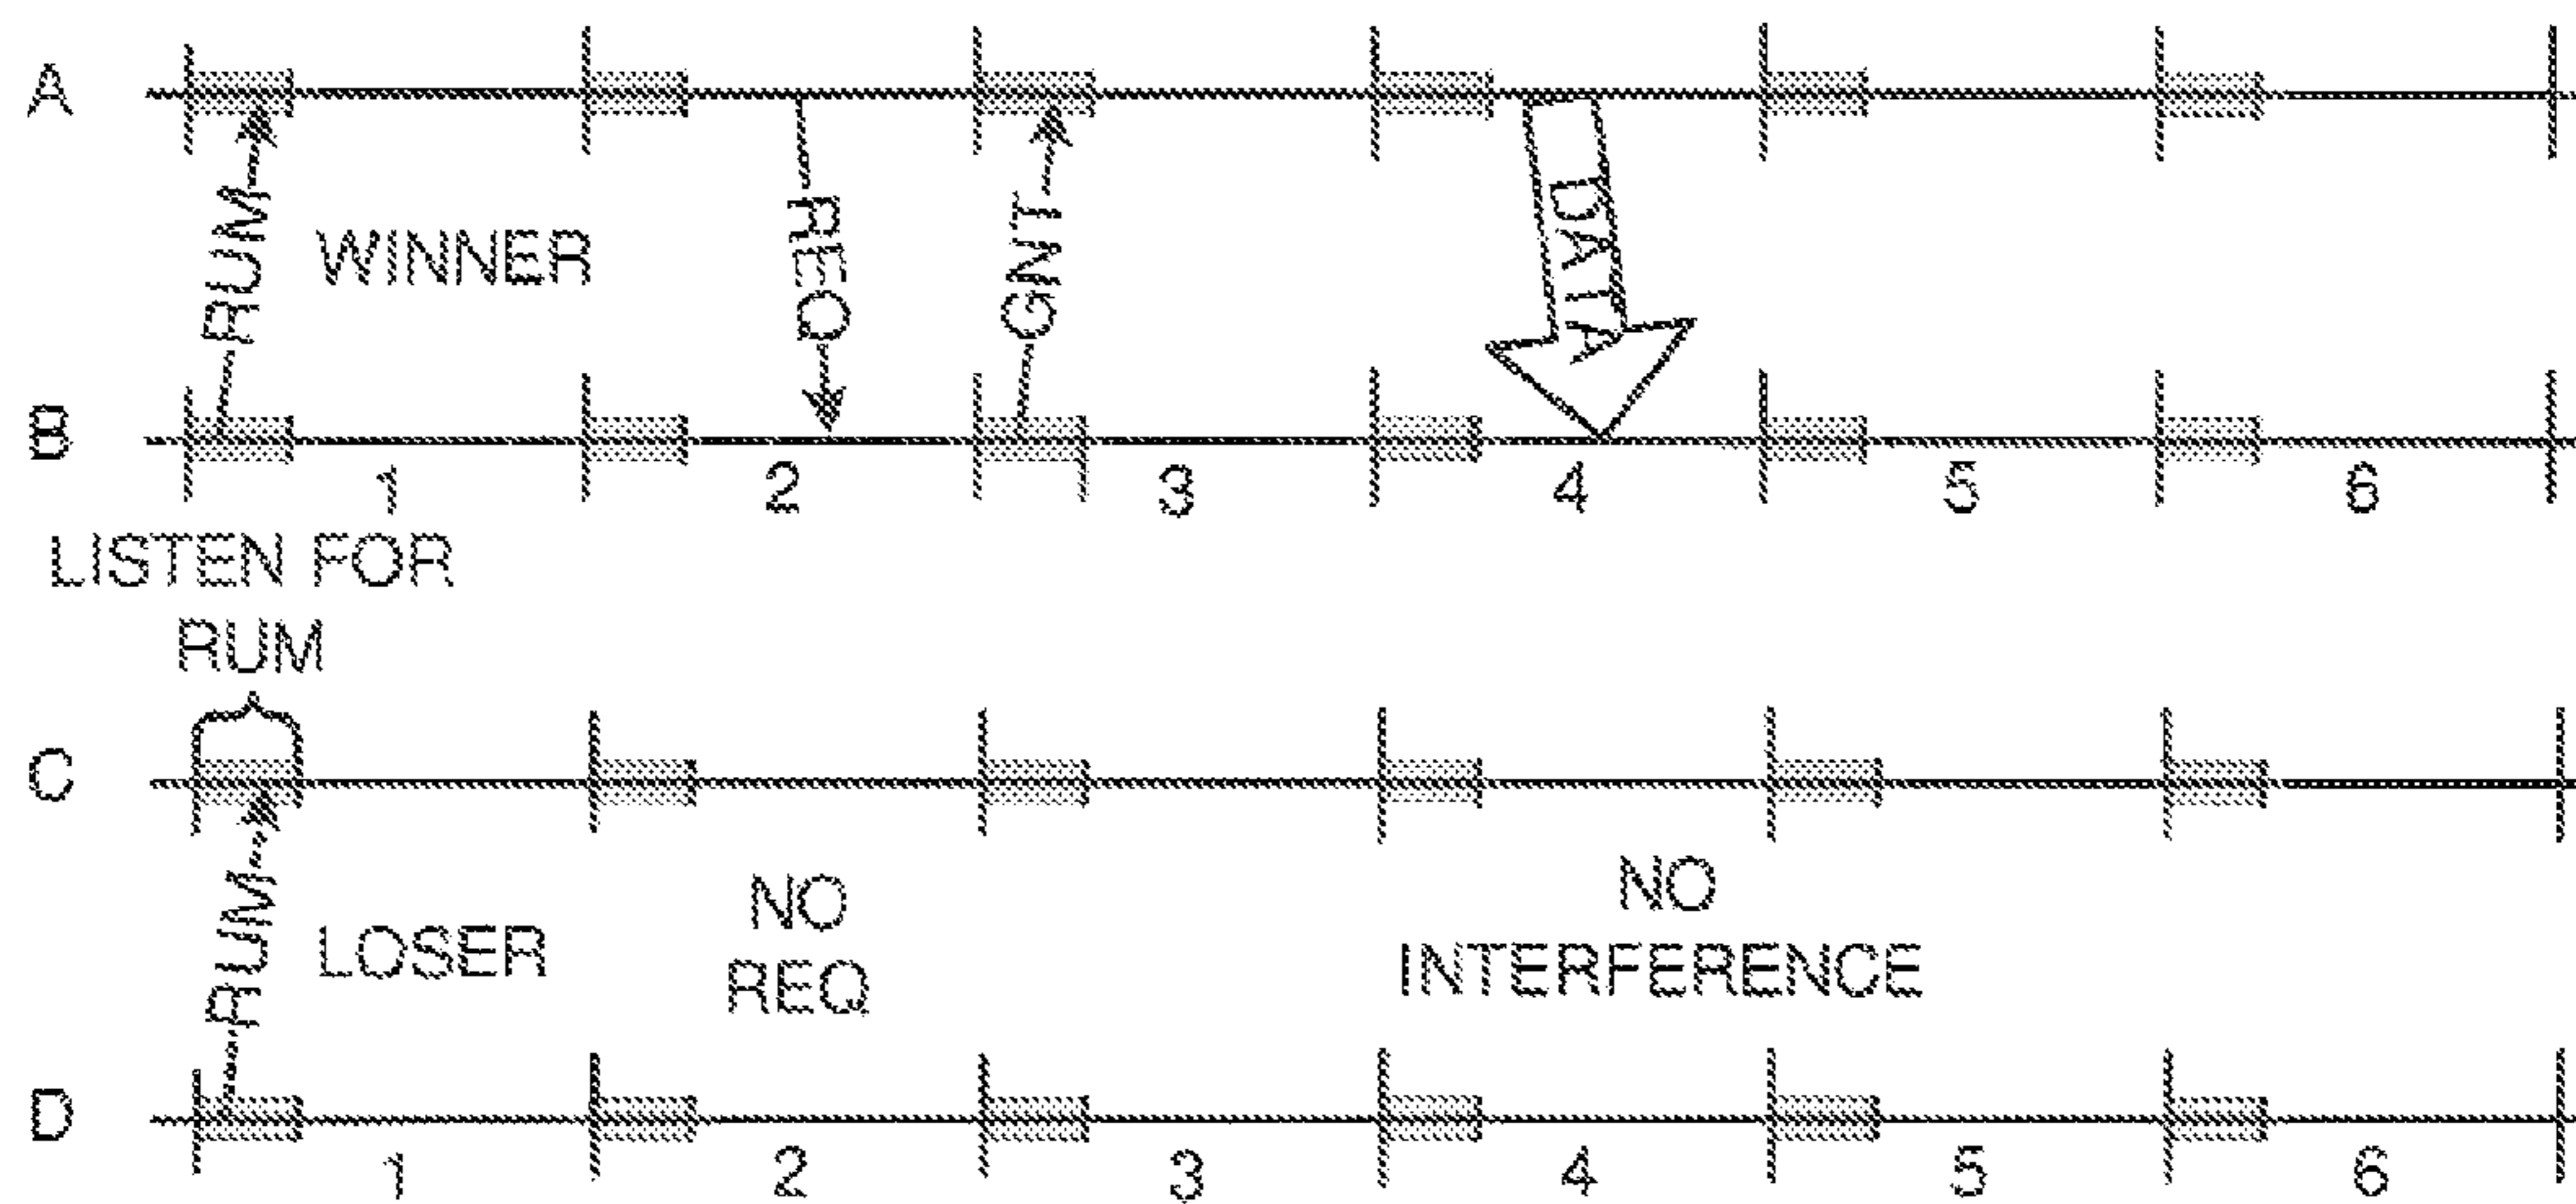 A
RUM
WINNER
REQ
GNT
DATA
B
1 2 3 4 5 6
LISTEN FOR
RUM
C
RUM
LOSER
NO
REQ
NO
INTERFERENCE
D
1 2 3 4 5 6